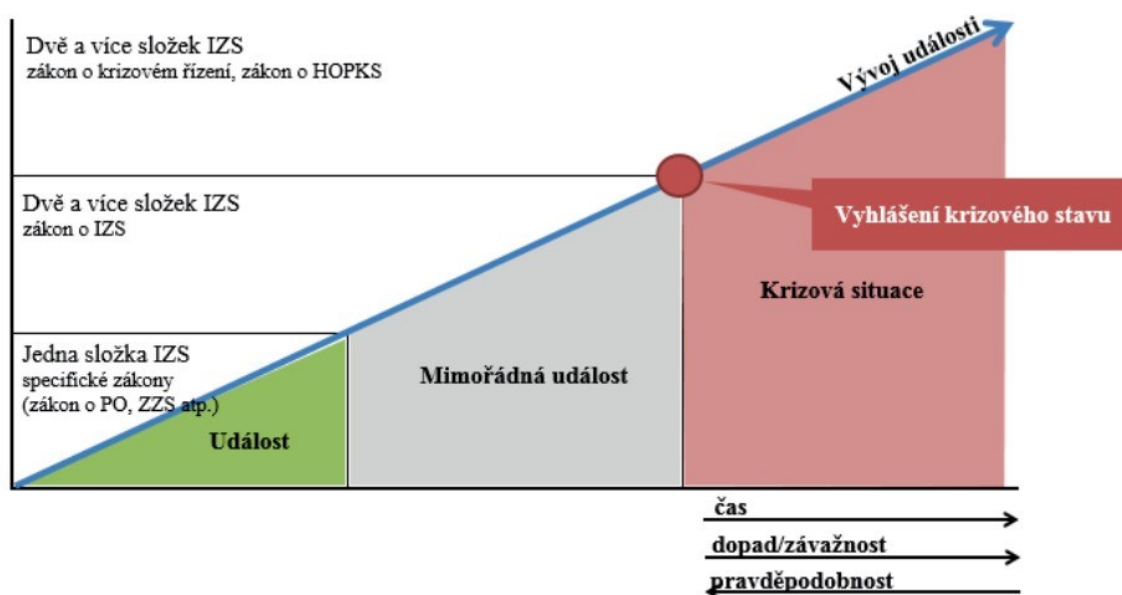 Dvě a více složek IZS
zákon o krizovém řízení, zákon o HOPKS
Vývoj události
Dvě a více složek IZS
zákon o IZS
Vyhlášení krizového stavu
Krizová situace
Jedna složka IZS
specifické zákony
(zákon o PO, ZZS atp.)
Mimořádná událost
Událost
čas
dopad/závažnost
pravděpodobnost